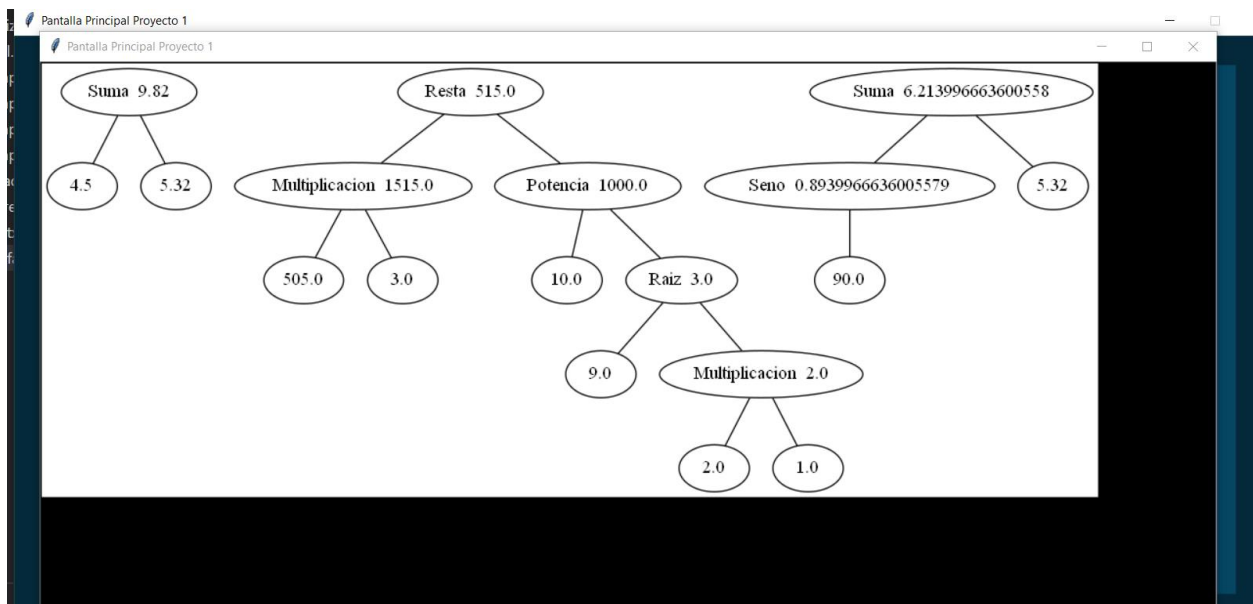 Pantalla Principal Proyecto 1
Pantalla Principal Proyecto 1
Suma 9.82
Resta 515.0
Suma 6.213996663600558
4.5
5.32
Multiplicacion 1515.0
Potencia 1000.0
Seno 0.8939966636005579
5.32
505.0
3.0
10.0
Raiz 3.0
90.0
9.0
Multiplicacion 2.0
2.0
1.0